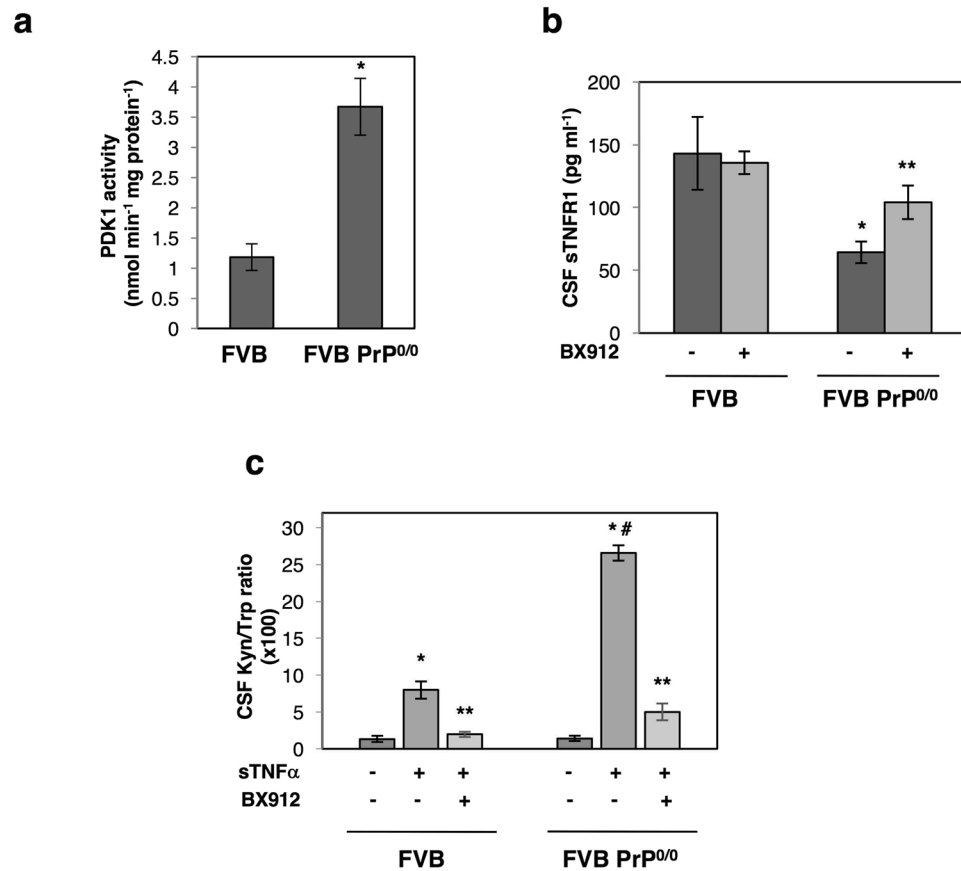 a
PDK1 activity
(nmol min⁻¹ mg protein⁻¹)
4.5
4
3.5
3
2.5
2
1.5
1
0.5
0
*
FVB
FVB PrP⁰/⁰
b
CSF sTNFR1 (pg ml⁻¹)
200
150
100
50
0
*
**
BX912 - + - +
FVB
FVB PrP⁰/⁰
c
CSF Kyn/Trp ratio
(x100)
30
25
20
15
10
5
0
*
**
* #
**
sTNFα - + + - + +
BX912 - - + - - +
FVB
FVB PrP⁰/⁰